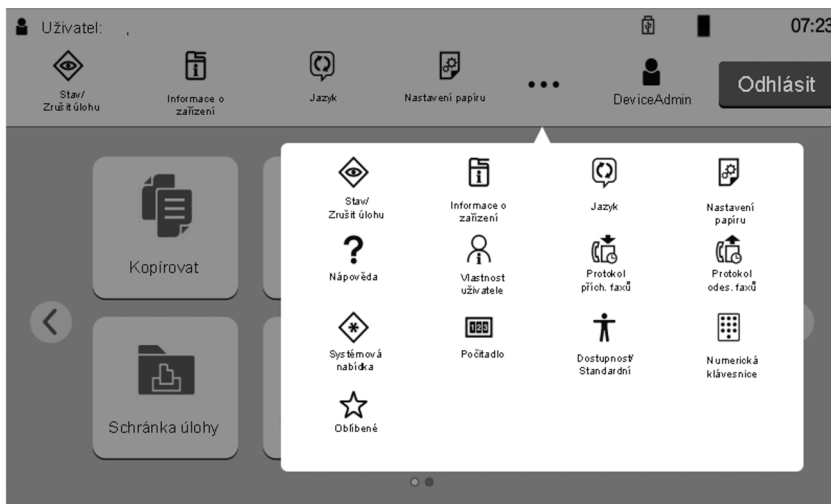 Uživatel: .
07:23
Stav/
Zrušit úlohu
Informace o
zařízení
Jazyk
Nastavení papíru
DeviceAdmin
Odhlásit
Kopírovat
Schránka úlohy
Stav/
Zrušit úlohu
Informace o
zařízení
Jazyk
Nastavení
papíru
Nápověda
Vlastnost
uživatele
Protokol
přích. faxů
Protokol
odes. faxů
Systémová
nabídka
123
Počitadlo
Dostupnost/
Standardní
Numerická
klávesnice
Oblíbené